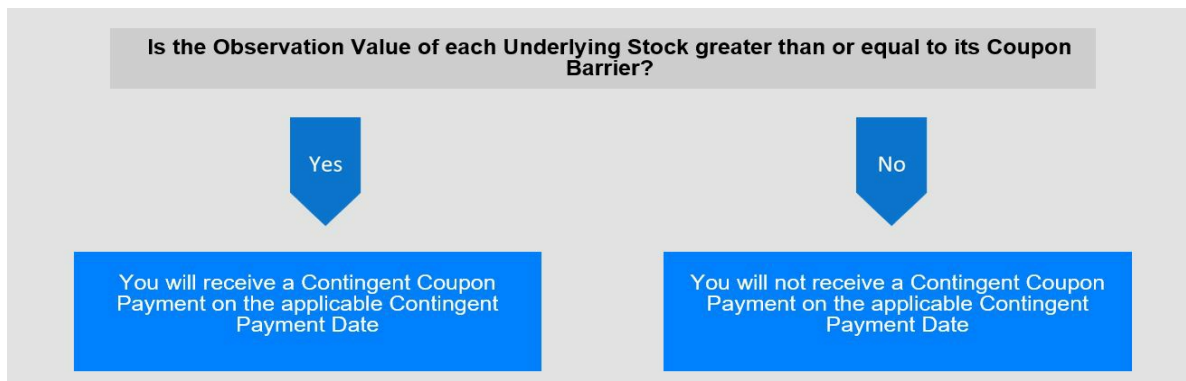 Is the Observation Value of each Underlying Stock greater than or equal to its Coupon
Barrier?
Yes
No
You will receive a Contingent Coupon
Payment on the applicable Contingent
Payment Date
You will not receive a Contingent Coupon
Payment on the applicable Contingent
Payment Date